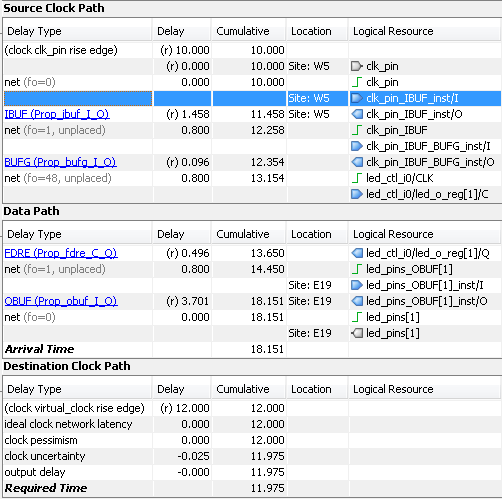 Source Clock Path
Delay Type Delay Cumulative Location Logical Resource
(clock clk_pin rise edge) (r) 10.000 10.000
(r) 0.000 10.000 Site: W5 clk_pin
net (fo=0) 0.000 10.000 clk_pin
Site: W5 clk_pin_IBUF_inst/I
IBUF (Prop_ibuf_I_O) (r) 1.458 11.458 Site: W5 clk_pin_IBUF_inst/O
net (fo=1, unplaced) 0.800 12.258 clk_pin_IBUF
clk_pin_IBUF_BUFG_inst/I
BUFG (Prop_bufg_I_O) (r) 0.096 12.354 clk_pin_IBUF_BUFG_inst/O
net (fo=48, unplaced) 0.800 13.154 led_ctl_i0/CLK
led_ctl_i0/led_o_reg[1]/C
Data Path
Delay Type Delay Cumulative Location Logical Resource
FDRE (Prop_fdre_C_Q) (r) 0.496 13.650 led_ctl_i0/led_o_reg[1]/Q
net (fo=1, unplaced) 0.800 14.450 led_pins_OBUF[1]
Site: E19 led_pins_OBUF[1]_inst/I
OBUF (Prop_obuf_I_O) (r) 3.701 18.151 Site: E19 led_pins_OBUF[1]_inst/O
net (fo=0) 0.000 18.151 led_pins[1]
Site: E19 led_pins[1]
Arrival Time 18.151
Destination Clock Path
Delay Type Delay Cumulative Location Logical Resource
(clock virtual_clock rise edge) (r) 12.000 12.000
ideal clock network latency 0.000 12.000
clock pessimism 0.000 12.000
clock uncertainty -0.025 11.975
output delay -0.000 11.975
Required Time 11.975